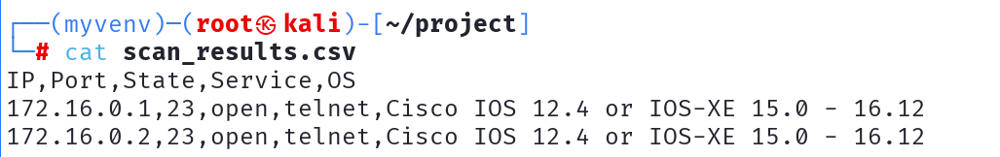 ┌──(myvenv)─(root㉿kali)-[~/project]
└─# cat scan_results.csv
IP,Port,State,Service,OS
172.16.0.1,23,open,telnet,Cisco IOS 12.4 or IOS-XE 15.0 - 16.12
172.16.0.2,23,open,telnet,Cisco IOS 12.4 or IOS-XE 15.0 - 16.12